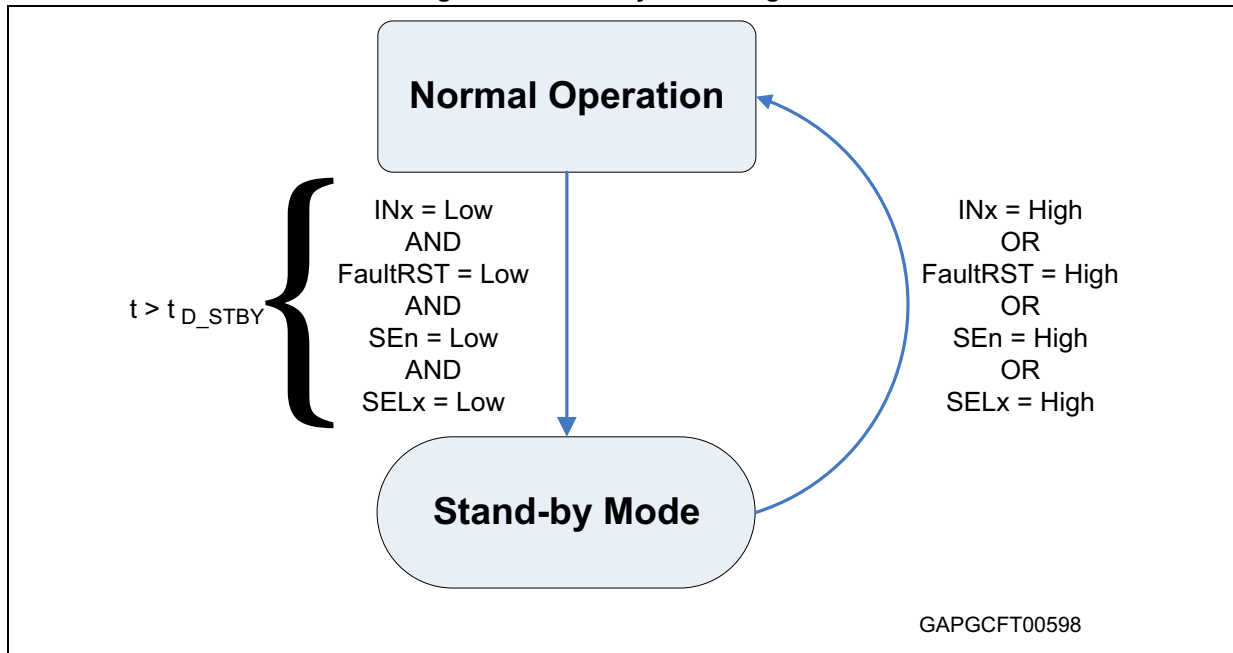 Normal Operation
t > t D_STBY
INx = Low
AND
FaultRST = Low
AND
SEn = Low
AND
SELx = Low
INx = High
OR
FaultRST = High
OR
SEn = High
OR
SELx = High
Stand-by Mode
GAPGCFT00598